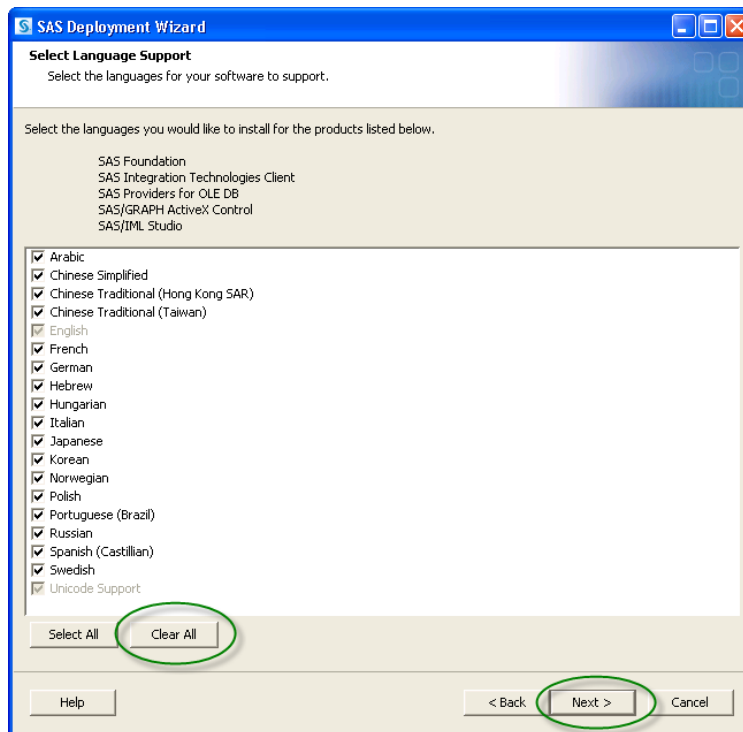 SAS Deployment Wizard
Select Language Support
Select the languages for your software to support.
Select the languages you would like to install for the products listed below.
SAS Foundation
SAS Integration Technologies Client
SAS Providers for OLE DB
SAS/GRAPH ActiveX Control
SAS/IML Studio
Arabic
Chinese Simplified
Chinese Traditional (Hong Kong SAR)
Chinese Traditional (Taiwan)
English
French
German
Hebrew
Hungarian
Italian
Japanese
Korean
Norwegian
Polish
Portuguese (Brazil)
Russian
Spanish (Castillian)
Swedish
Unicode Support
Select All Clear All
Help < Back Next > Cancel